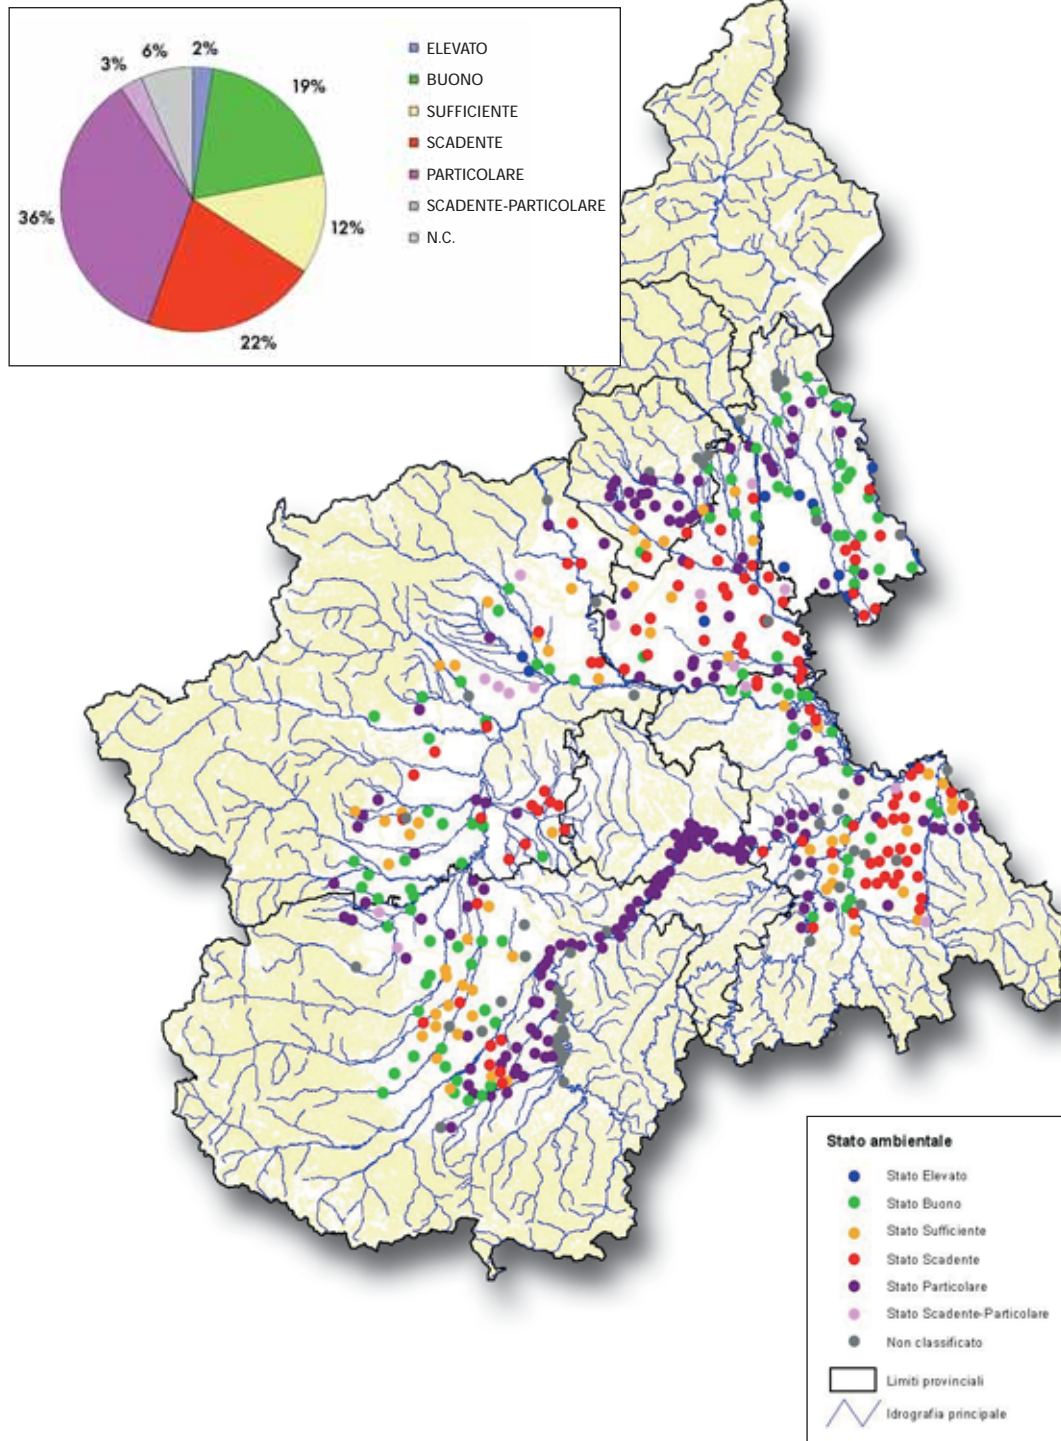 2%
19%
12%
22%
36%
3%
6%
ELEVATO
BUONO
SUFFICIENTE
SCADENTE
PARTICOLARE
SCADENTE-PARTICOLARE
N.C.
Stato ambientale
Stato Elevato
Stato Buono
Stato Sufficiente
Stato Scadente
Stato Particolare
Stato Scadente-Particolare
Non classificato
Limiti provinciali
Idrografia principale